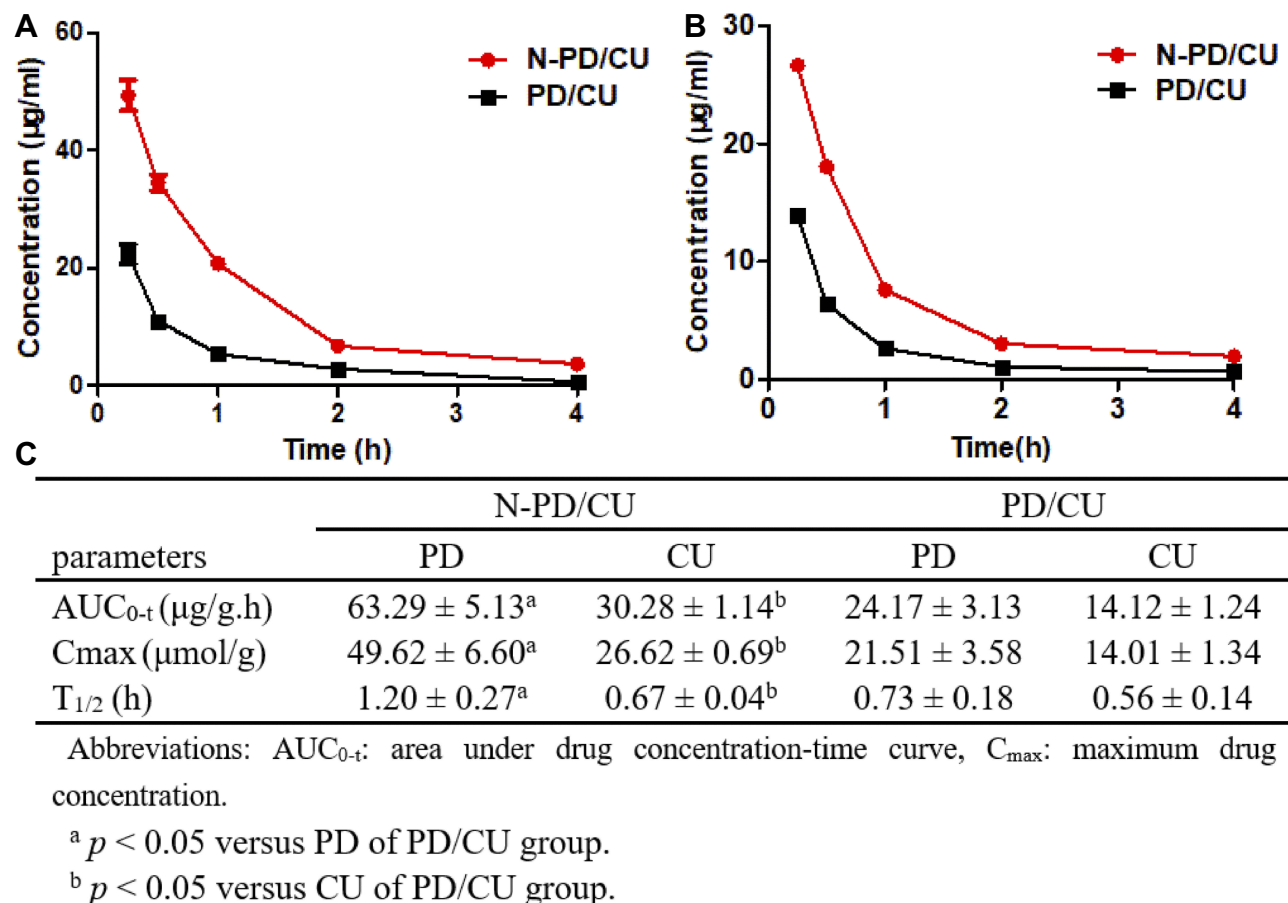 A
60
40
20
0
Concentration (µg/ml)
0 1 2 3 4
Time (h)
N-PD/CU
PD/CU
B
30
20
10
0
Concentration (µg/ml)
0 1 2 3 4
Time(h)
N-PD/CU
PD/CU
C
N-PD/CU PD/CU
parameters PD CU PD CU
AUC0-t (µg/g.h) 63.29 ± 5.13a 30.28 ± 1.14b 24.17 ± 3.13 14.12 ± 1.24
Cmax (µmol/g) 49.62 ± 6.60a 26.62 ± 0.69b 21.51 ± 3.58 14.01 ± 1.34
T1/2 (h) 1.20 ± 0.27a 0.67 ± 0.04b 0.73 ± 0.18 0.56 ± 0.14
Abbreviations: AUC0-t: area under drug concentration-time curve, Cmax: maximum drug
concentration.
a p < 0.05 versus PD of PD/CU group.
b p < 0.05 versus CU of PD/CU group.